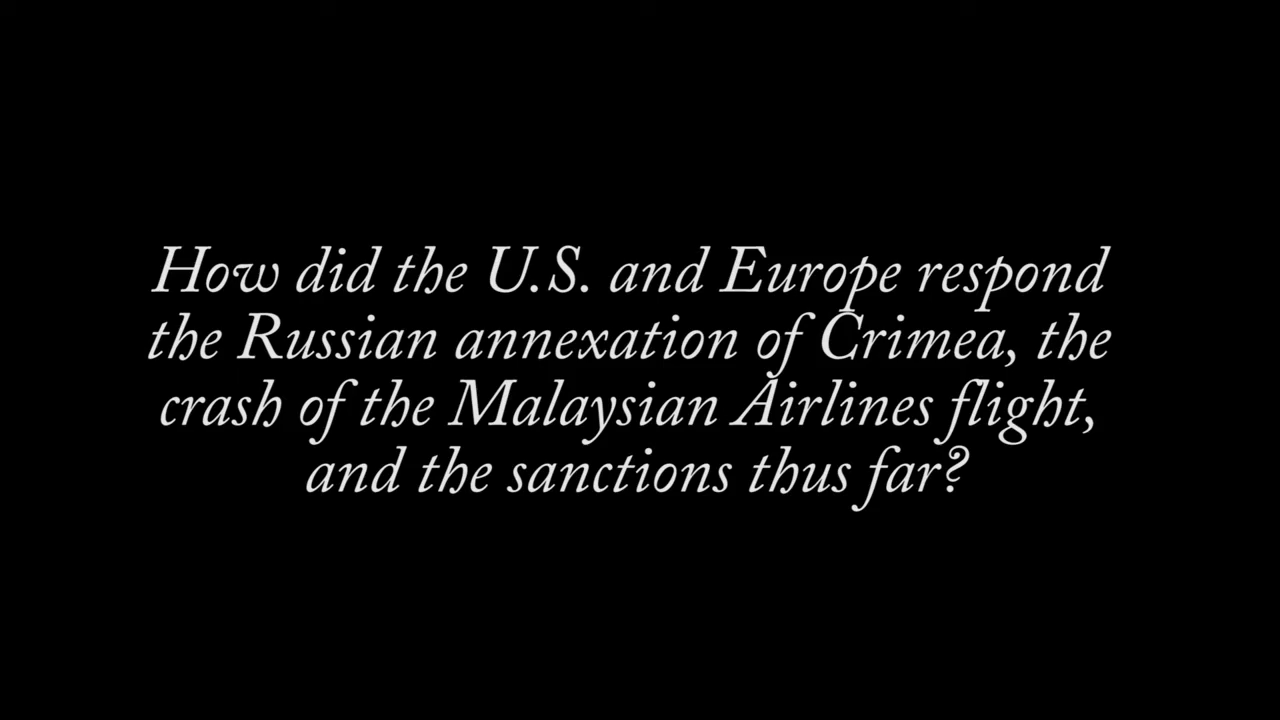 How did the U.S. and Europe respond
the Russian annexation of Crimea, the
crash of the Malaysian Airlines flight,
and the sanctions thus far?